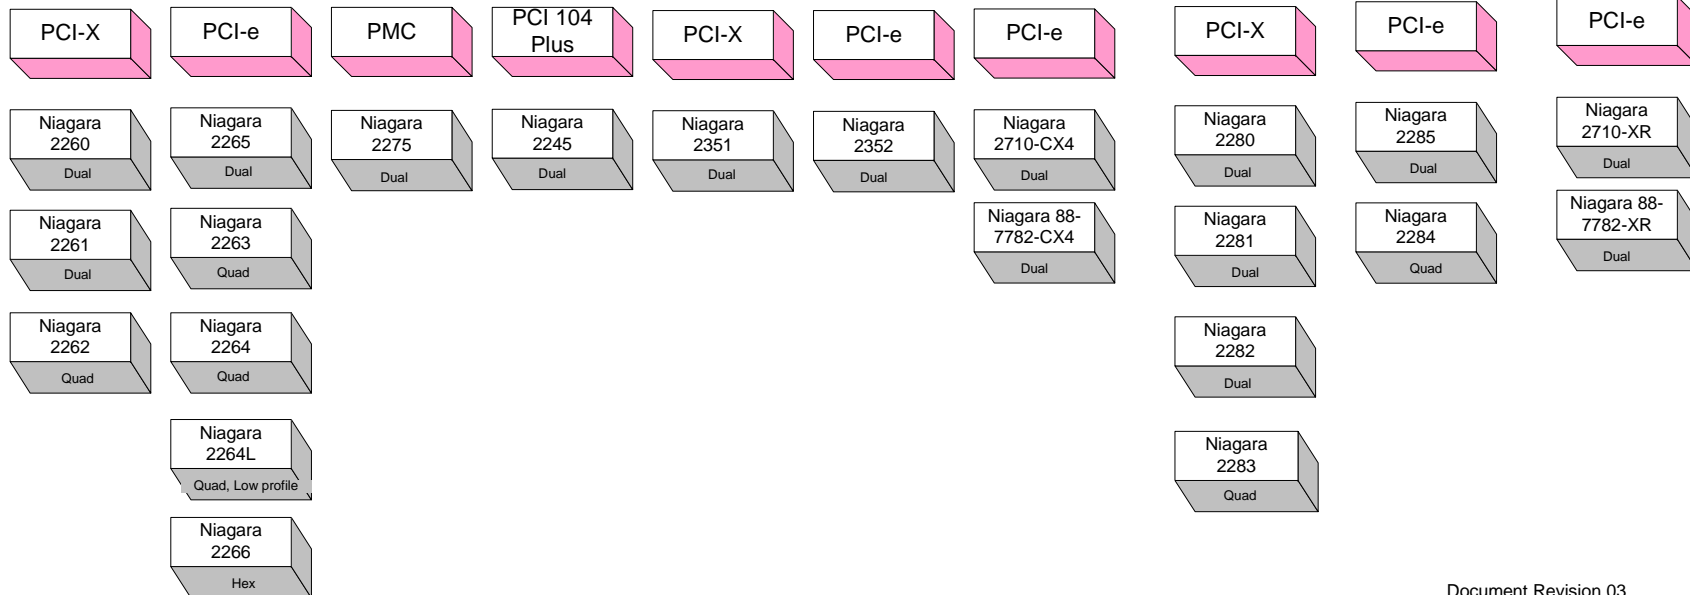 PCI-X
PCI-e
PMC
PCI 104
Plus
PCI-X
PCI-e
PCI-e
PCI-X
PCI-e
PCI-e
Niagara
2260
Dual
Niagara
2265
Dual
Niagara
2275
Dual
Niagara
2245
Dual
Niagara
2351
Dual
Niagara
2352
Dual
Niagara
2710-CX4
Dual
Niagara
2280
Dual
Niagara
2285
Dual
Niagara
2710-XR
Dual
Niagara
2261
Dual
Niagara
2263
Quad
Niagara 88-
7782-CX4
Dual
Niagara
2281
Dual
Niagara
2284
Quad
Niagara 88-
7782-XR
Dual
Niagara
2262
Quad
Niagara
2264
Quad
Niagara
2282
Dual
Niagara
2264L
Quad, Low profile
Niagara
2283
Quad
Niagara
2266
Hex
Document Revision 03